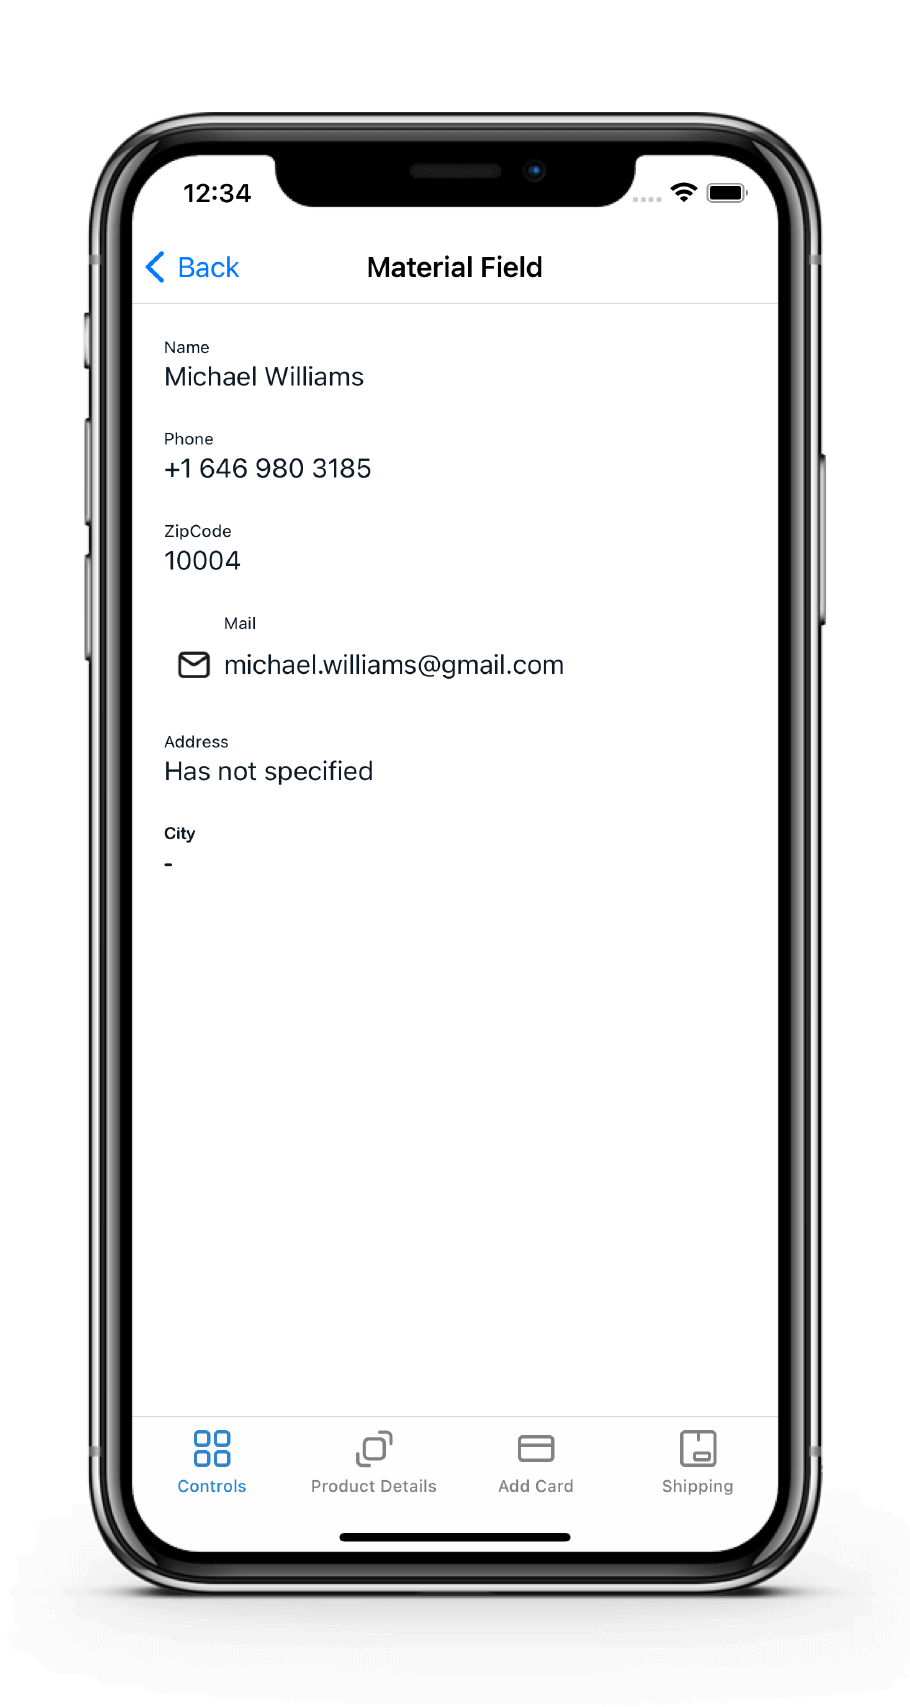 12:34
Back
Material Field
Name
Michael Williams
Phone
+1 646 980 3185
ZipCode
10004
Mail
michael.williams@gmail.com
Address
Has not specified
City
-
Controls
Product Details
Add Card
Shipping